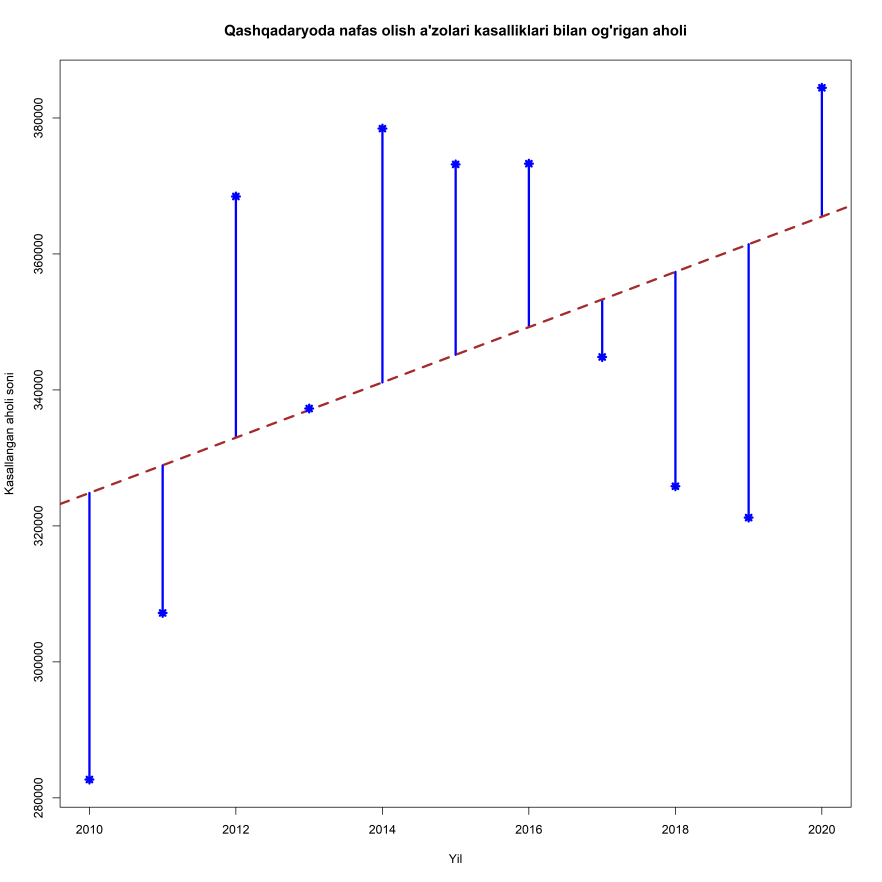 Qashqadaryoda nafas olish a'zolari kasalliklari bilan og'rigan aholi
Kasallangan aholi soni
380000
360000
340000
320000
300000
280000
2010 2012 2014 2016 2018 2020
Yil